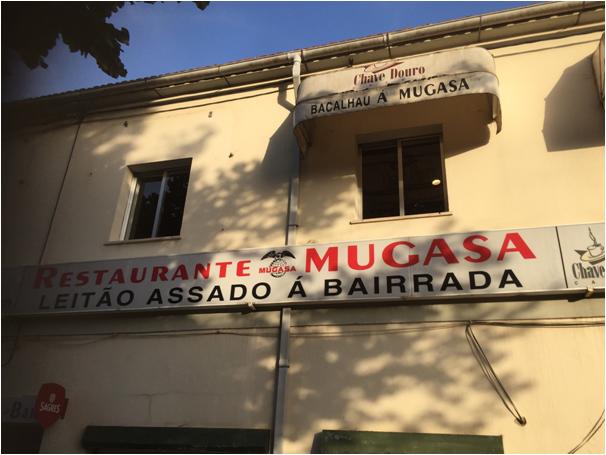 Chave Douro
BACALHAU Á MUGASA
RESTAURANTE MUGASA MUGASA
LEITÃO ASSADO Á BAIRRADA
Chave
SAGRES